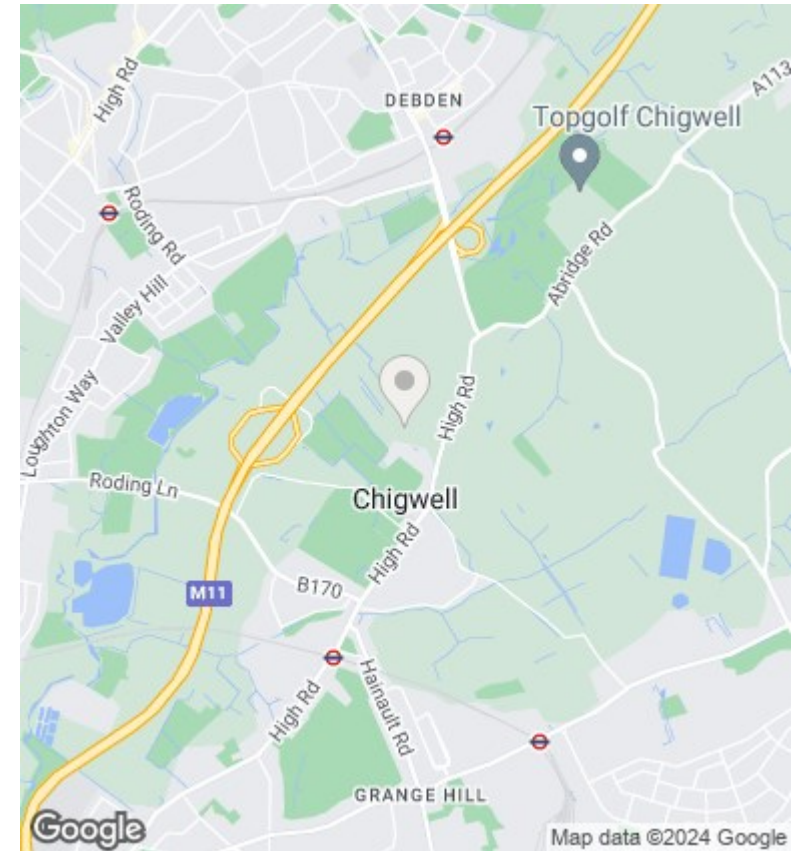 High Rd
DEBDEN
A113
Topgolf Chigwell
Roding Rd
Abridge Rd
Valley Hill
High Rd
Loughton Way
Roding Ln
Chigwell
High Rd
B170
M11
High Rd
Hainault Rd
GRANGE HILL
Google
Map data ©2024 Google